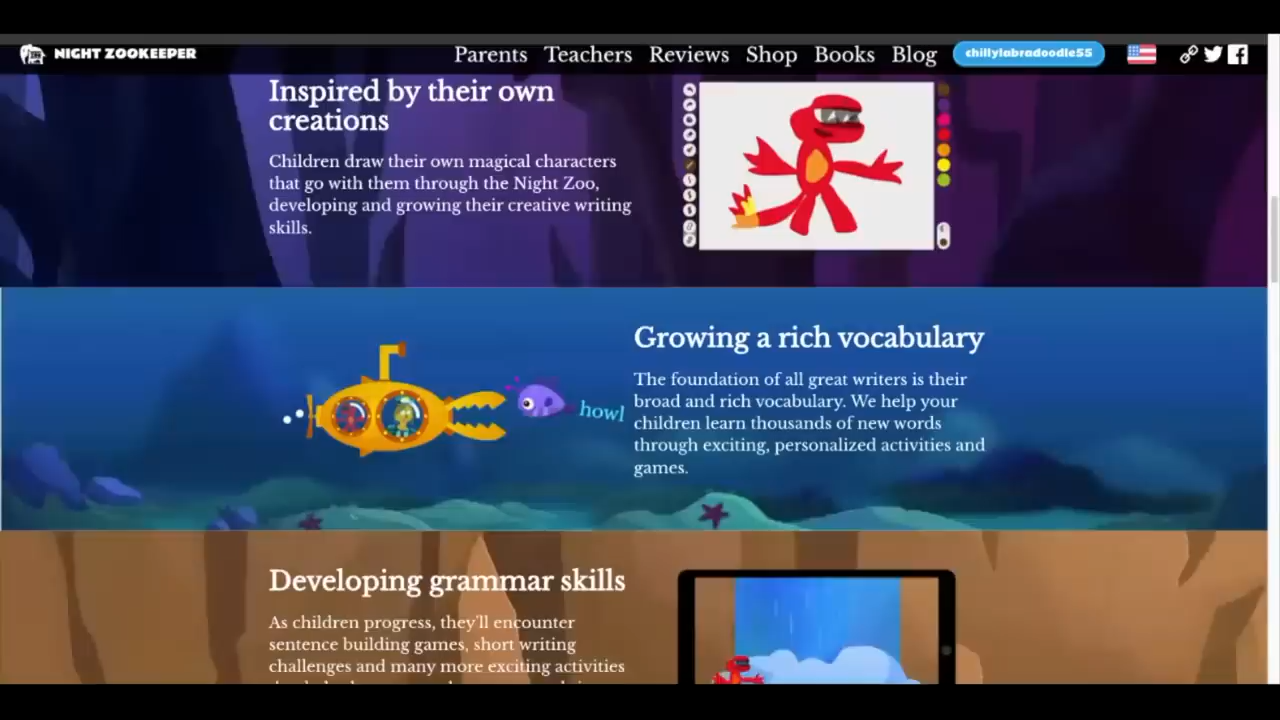 NIGHT ZOOKEEPER
Parents Teachers Reviews Shop Books Blog chillylabradoodle55
Inspired by their own
creations
Children draw their own magical characters
that go with them through the Night Zoo,
developing and growing their creative writing
skills.
Growing a rich vocabulary
The foundation of all great writers is their
broad and rich vocabulary. We help your
children learn thousands of new words
through exciting, personalized activities and
games.
howl
Developing grammar skills
As children progress, they'll encounter
sentence building games, short writing
challenges and many more exciting activities